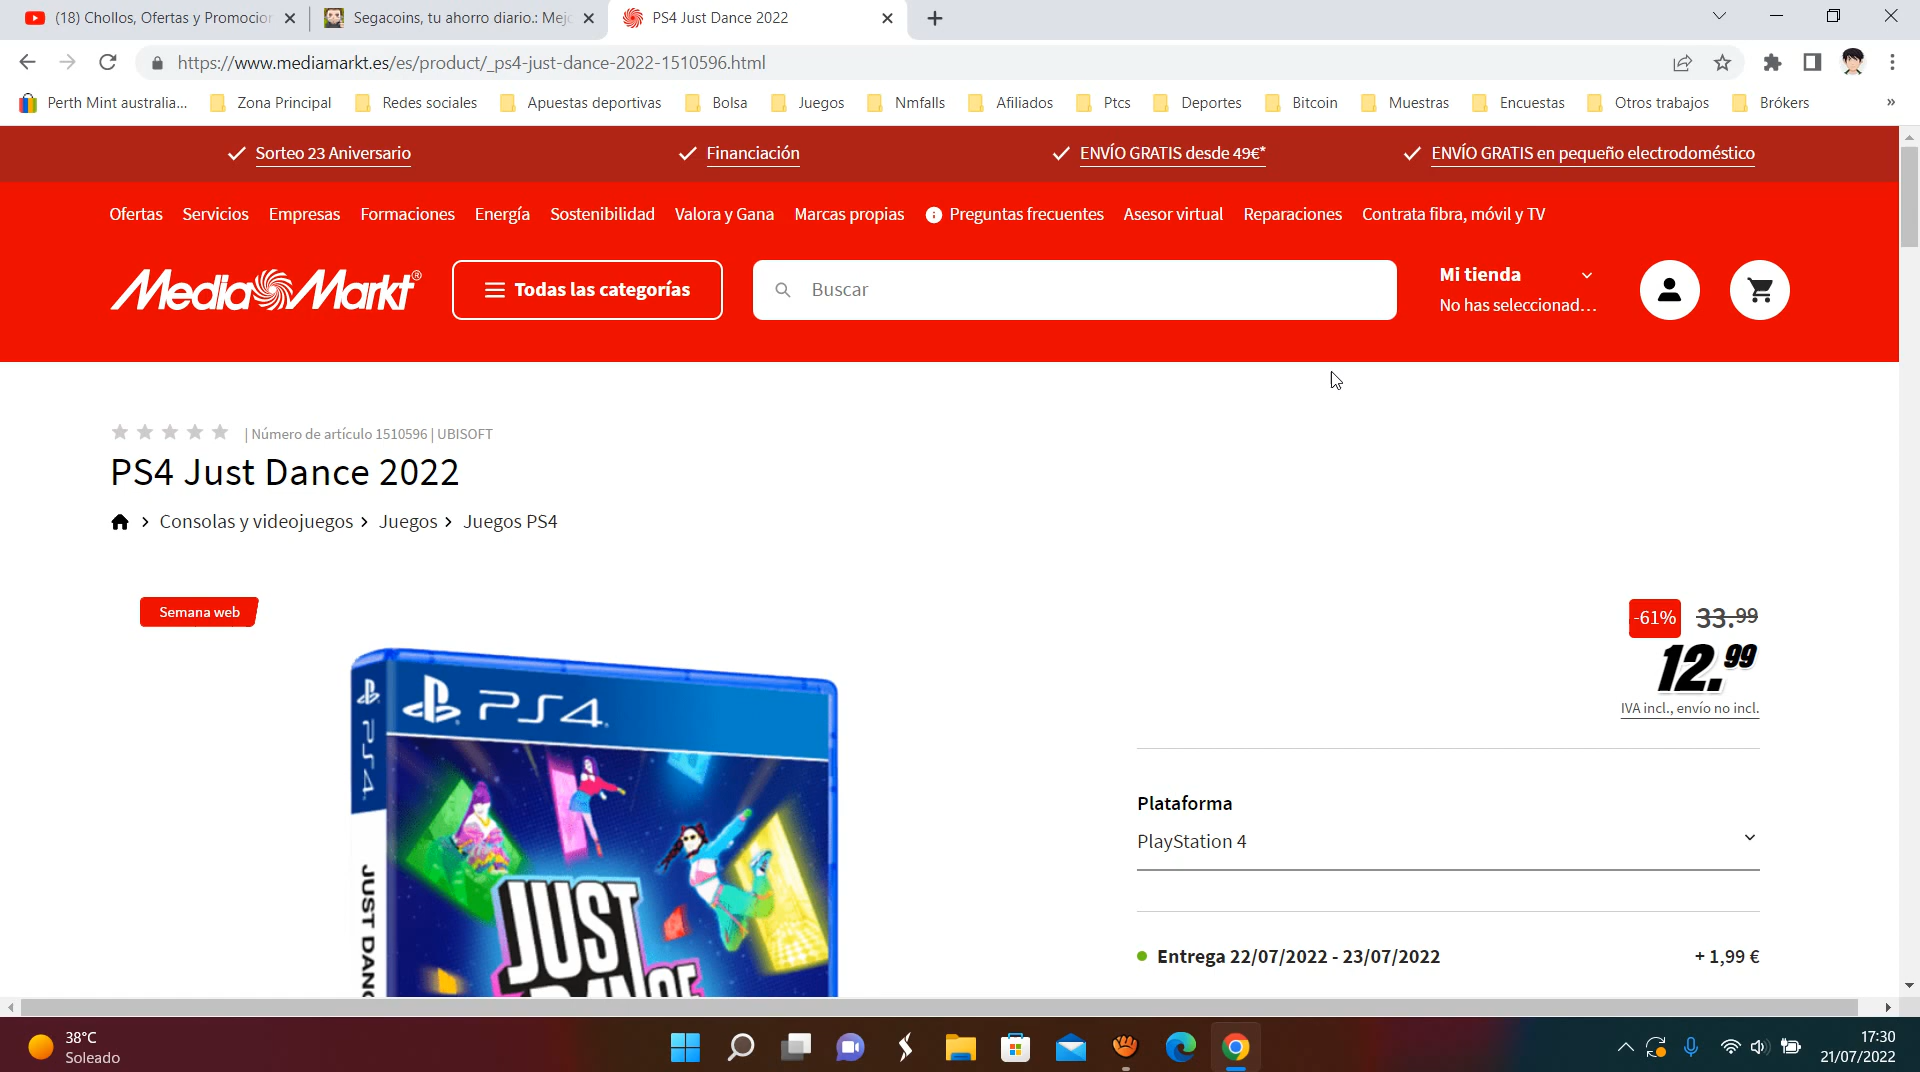 (18) Chollos, Ofertas y Promocion
Segacoins, tu ahorro diario.: Mejo
PS4 Just Dance 2022
https://www.mediamarkt.es/es/product/_ps4-just-dance-2022-1510596.html
Perth Mint australia...
Zona Principal
Redes sociales
Apuestas deportivas
Bolsa
Juegos
Nmfalls
Afiliados
Ptcs
Deportes
Bitcoin
Muestras
Encuestas
Otros trabajos
Brókers
»
Sorteo 23 Aniversario
Financiación
ENVÍO GRATIS desde 49€*
ENVÍO GRATIS en pequeño electrodoméstico
Ofertas
Servicios
Empresas
Formaciones
Energía
Sostenibilidad
Valora y Gana
Marcas propias
Preguntas frecuentes
Asesor virtual
Reparaciones
Contrata fibra, móvil y TV
MediaMarkt®
Todas las categorías
Buscar
Mi tienda
No has seleccionad...
| Número de artículo 1510596 | UBISOFT
PS4 Just Dance 2022
Consolas y videojuegos > Juegos > Juegos PS4
Semana web
-61% 33.99
12.99
IVA incl., envío no incl.
PS4
PS4
JUST DANC
JUST
DANCE
Plataforma
PlayStation 4
Entrega 22/07/2022 - 23/07/2022
+ 1,99 €
38°C
Soleado
17:30
21/07/2022